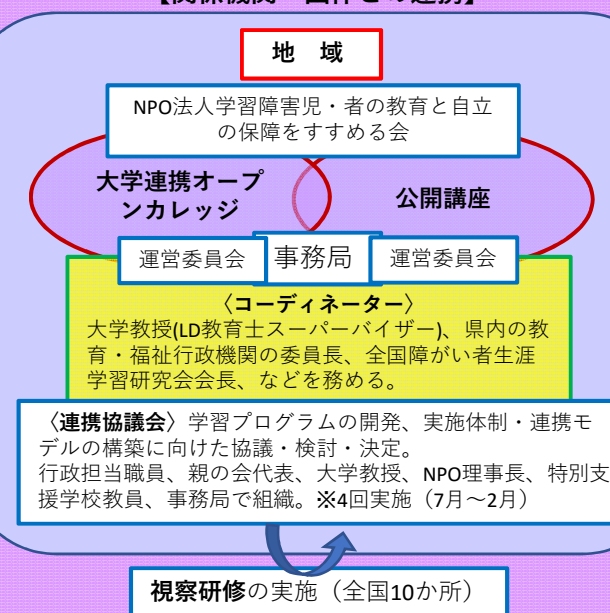 【関係機関・団体との連携】
地　域
NPO法人学習障害児・者の教育と自立
の保障をすすめる会
大学連携オープ
ンカレッジ
公開講座
運営委員会
事務局
運営委員会
〈コーディネーター〉
大学教授(LD教育士スーパーバイザー)、県内の教
育・福祉行政機関の委員長、全国障がい者生涯
学習研究会会長、などを務める。
〈連携協議会〉学習プログラムの開発、実施体制・連携モ
デルの構築に向けた協議・検討・決定。
行政担当職員、親の会代表、大学教授、NPO理事長、特別支
援学校教員、事務局で組織。※4回実施（7月～2月）
視察研修の実施（全国10か所）